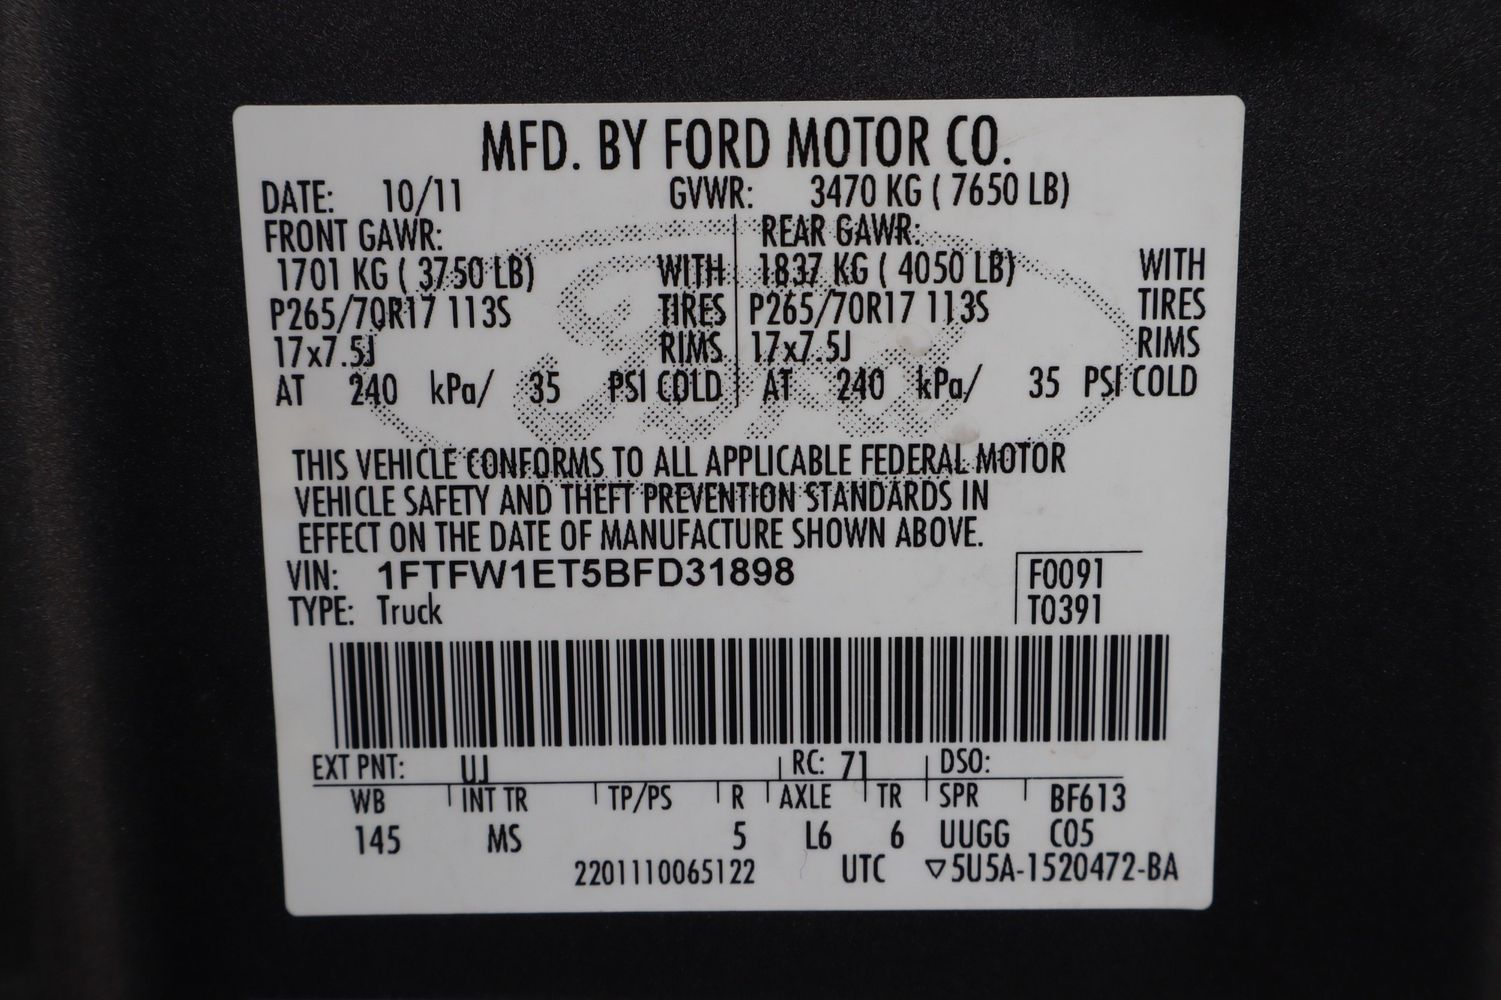 MFD. BY FORD MOTOR CO.
DATE: 10/11 GVWR: 3470 KG ( 7650 LB)
FRONT GAWR: REAR GAWR:
1701 KG ( 3750 LB) WITH 1837 KG ( 4050 LB) WITH
P265/70R17 113S TIRES P265/70R17 113S TIRES
17x7.5J RIMS 17x7.5J RIMS
AT 240 kPa/ 35 PSI COLD AT 240 kPa/ 35 PSI COLD
Ford
THIS VEHICLE CONFORMS TO ALL APPLICABLE FEDERAL MOTOR
VEHICLE SAFETY AND THEFT PREVENTION STANDARDS IN
EFFECT ON THE DATE OF MANUFACTURE SHOWN ABOVE.
VIN: 1FTFW1ET5BFD31898 F0091
TYPE: Truck T0391
EXT PNT: UJ RC: 71 DSO:
WB INT TR TP/PS R AXLE TR SPR BF613
145 MS 5 L6 6 UUGG C05
2201110065122 UTC ▽5U5A-1520472-BA